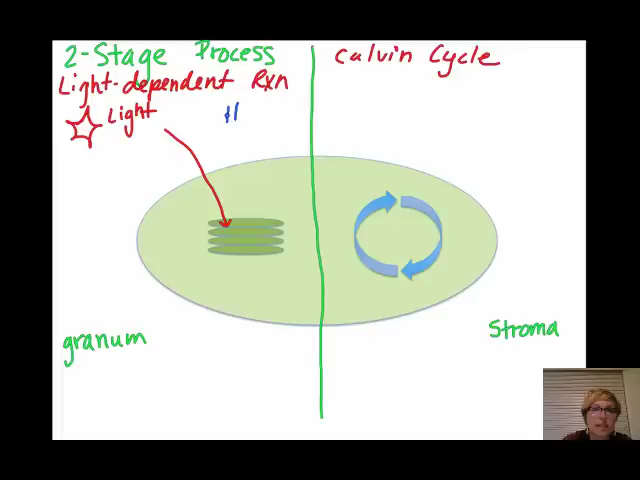 2-Stage Process
Light-dependent Rxn
Light
Calvin Cycle
granum
Stroma